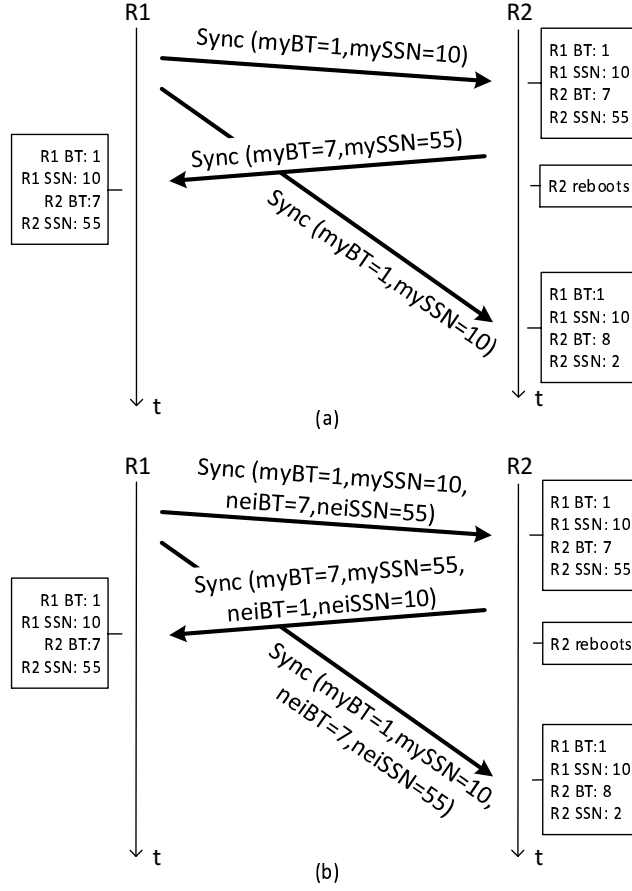 R1
R2
Sync (myBT=1,mySSN=10)
R1 BT: 1
R1 SSN: 10
R2 BT: 7
R2 SSN: 55
Sync (myBT=7,mySSN=55)
R1 BT: 1
R1 SSN: 10
R2 BT:7
R2 SSN: 55
R2 reboots
Sync (myBT=1,mySSN=10)
R1 BT:1
R1 SSN: 10
R2 BT: 8
R2 SSN: 2
t
t
(a)
R1
R2
Sync (myBT=1,mySSN=10,
neiBT=7,neiSSN=55)
R1 BT: 1
R1 SSN: 10
R2 BT: 7
R2 SSN: 55
Sync (myBT=7,mySSN=55,
neiBT=1,neiSSN=10)
R1 BT: 1
R1 SSN: 10
R2 BT:7
R2 SSN: 55
R2 reboots
Sync (myBT=1,mySSN=10,
neiBT=7,neiSSN=55)
R1 BT:1
R1 SSN: 10
R2 BT: 8
R2 SSN: 2
t
t
(b)